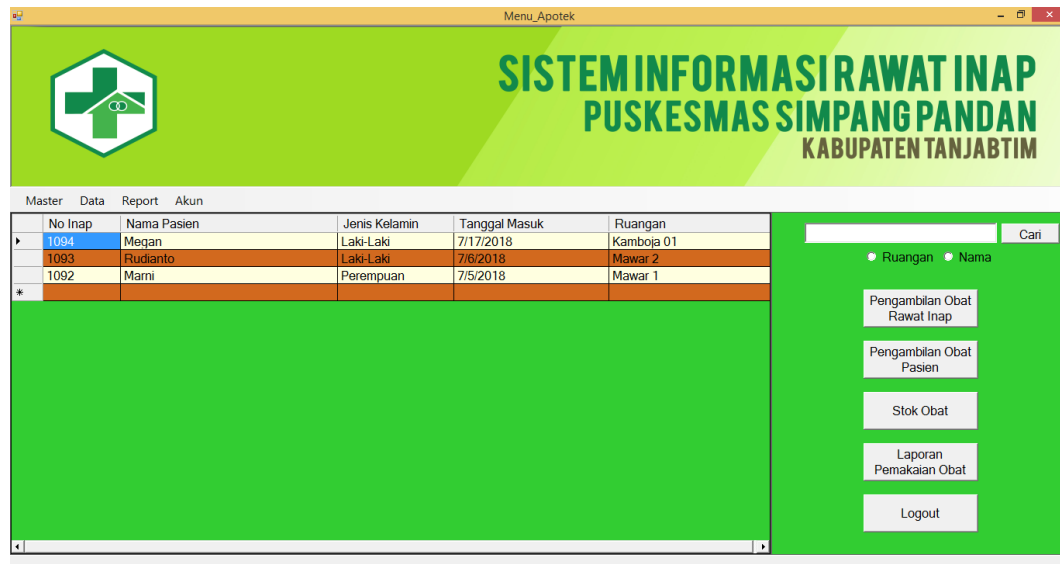 Menu_Apotek
SISTEM INFORMASI RAWAT INAP
PUSKESMAS SIMPANG PANDAN
KABUPATEN TANJABTIM
Master Data Report Akun
No Inap Nama Pasien Jenis Kelamin Tanggal Masuk Ruangan
1094 Megan Laki-Laki 7/17/2018 Kamboja 01
1093 Rudianto Laki-Laki 7/6/2018 Mawar 2
1092 Marni Perempuan 7/5/2018 Mawar 1
Cari
Ruangan Nama
Pengambilan Obat
Rawat Inap
Pengambilan Obat
Pasien
Stok Obat
Laporan
Pemakaian Obat
Logout